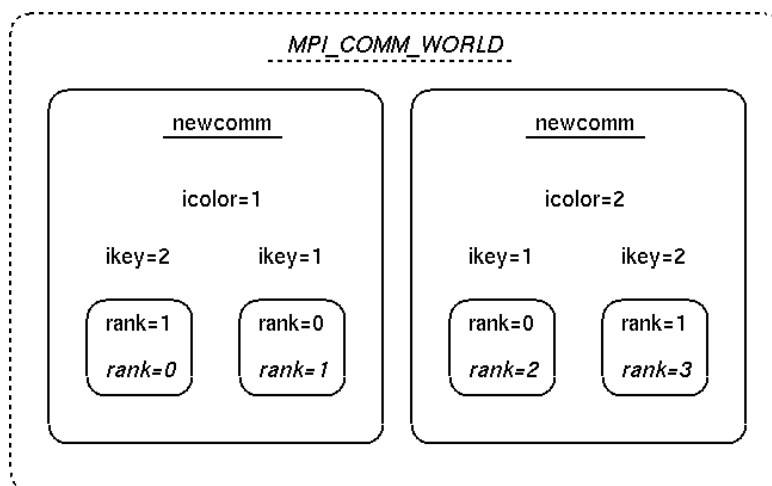 MPI_COMM_WORLD
newcomm
icolor=1
ikey=2 ikey=1
rank=1 rank=0
rank=0 rank=1
newcomm
icolor=2
ikey=1 ikey=2
rank=0 rank=1
rank=2 rank=3